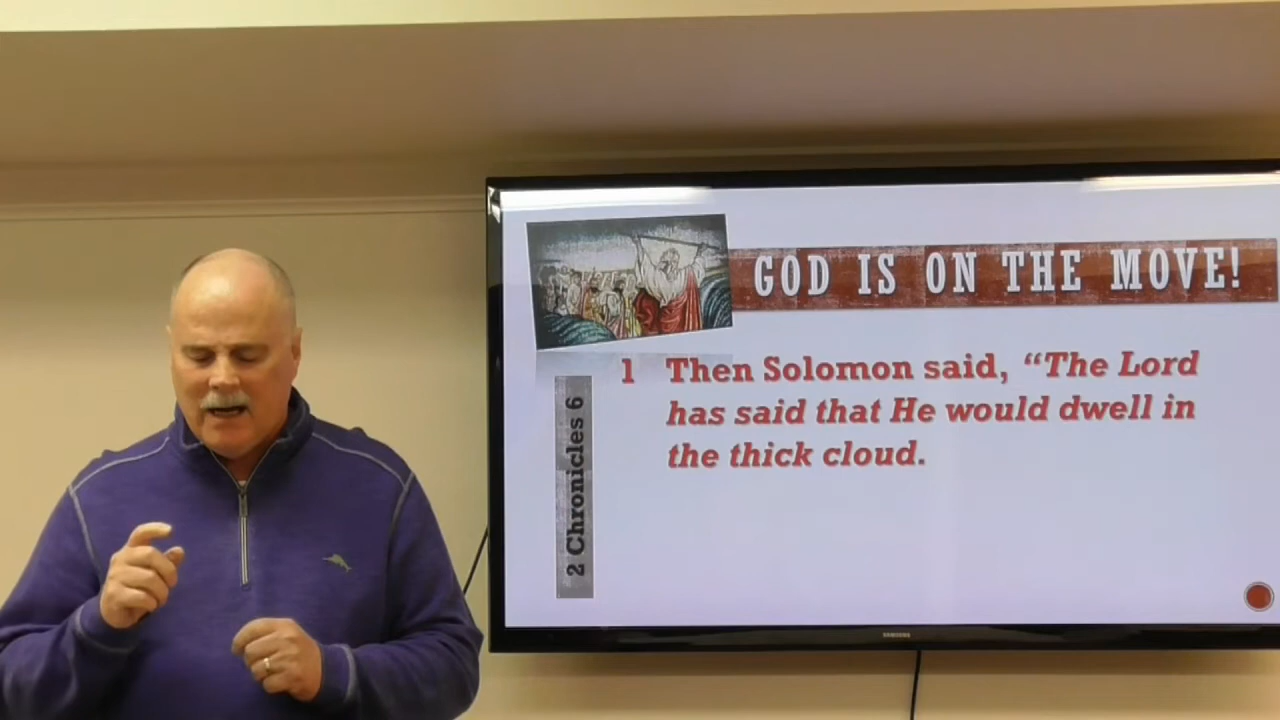 GOD IS ON THE MOVE!
1 Then Solomon said, “The Lord
has said that He would dwell in
the thick cloud.
2 Chronicles 6
SAMSUNG